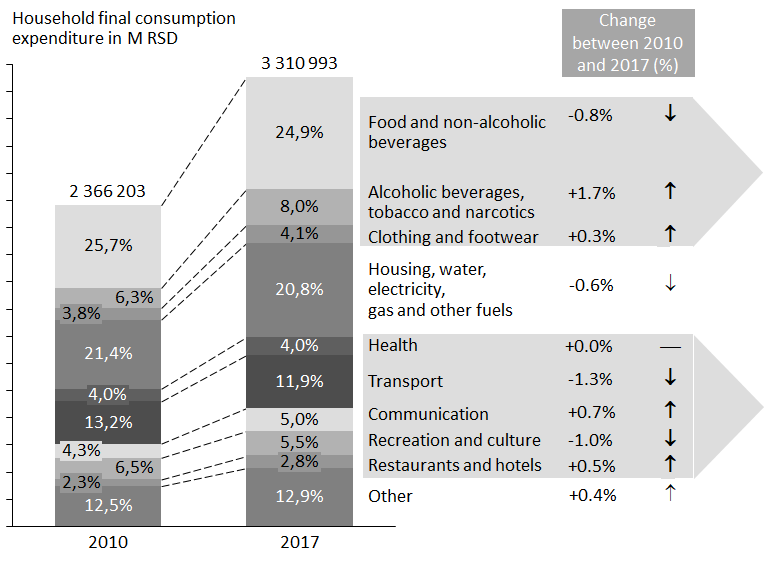 Household final consumption
expenditure in M RSD
Change
between 2010
and 2017 (%)
3 310 993
2 366 203
25,7%
6,3%
3,8%
21,4%
4,0%
13,2%
4,3%
6,5%
2,3%
12,5%
2010
24,9%
8,0%
4,1%
20,8%
4,0%
11,9%
5,0%
5,5%
2,8%
12,9%
2017
Food and non-alcoholic
beverages
-0.8% ↓
Alcoholic beverages,
tobacco and narcotics
+1.7% ↑
Clothing and footwear +0.3% ↑
Housing, water,
electricity,
gas and other fuels
-0.6% ↓
Health +0.0% —
Transport -1.3% ↓
Communication +0.7% ↑
Recreation and culture -1.0% ↓
Restaurants and hotels +0.5% ↑
Other +0.4% ↑